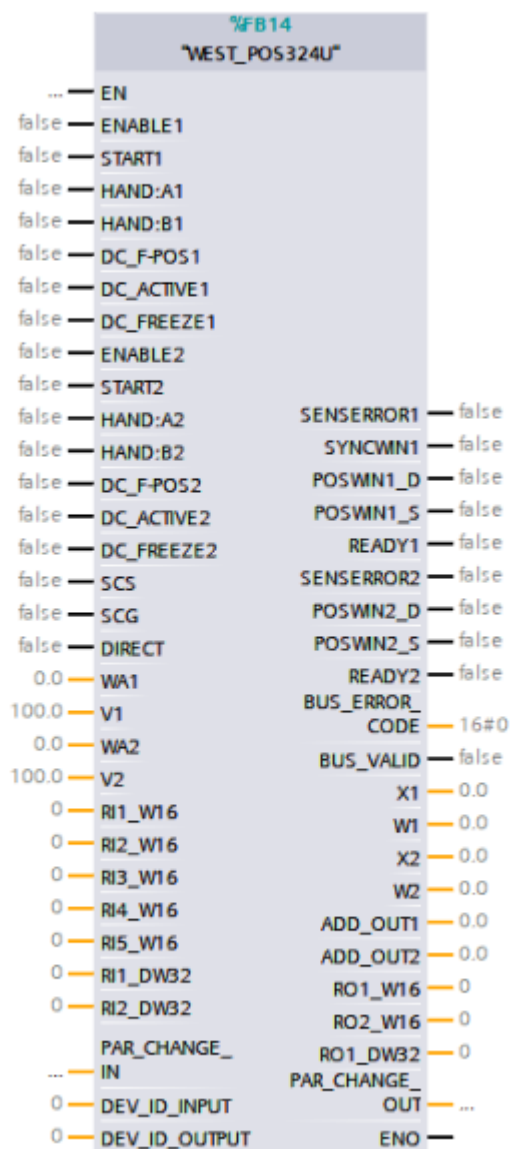 %FB14
"WEST_POS324U"
... EN
false ENABLE1
false START1
false HAND:A1
false HAND:B1
false DC_F-POS1
false DC_ACTIVE1
false DC_FREEZE1
false ENABLE2
false START2
false HAND:A2 SENSERROR1 false
false HAND:B2 SYNCWIN1 false
false DC_F-POS2 POSWIN1_D false
false DC_ACTIVE2 POSWIN1_S false
false DC_FREEZE2 READY1 false
false SCS SENSERROR2 false
false SCG POSWIN2_D false
false DIRECT POSWIN2_S false
0.0 WA1 READY2 false
100.0 V1 BUS_ERROR_
CODE 16#0
0.0 WA2 BUS_VALID false
100.0 V2 X1 0.0
0 RI1_W16 W1 0.0
0 RI2_W16 X2 0.0
0 RI3_W16 W2 0.0
0 RI4_W16 ADD_OUT1 0.0
0 RI5_W16 ADD_OUT2 0.0
0 RI1_DW32 RO1_W16 0
0 RI2_DW32 RO2_W16 0
PAR_CHANGE_ RO1_DW32 0
... IN PAR_CHANGE_
0 DEV_ID_INPUT OUT ...
0 DEV_ID_OUTPUT ENO